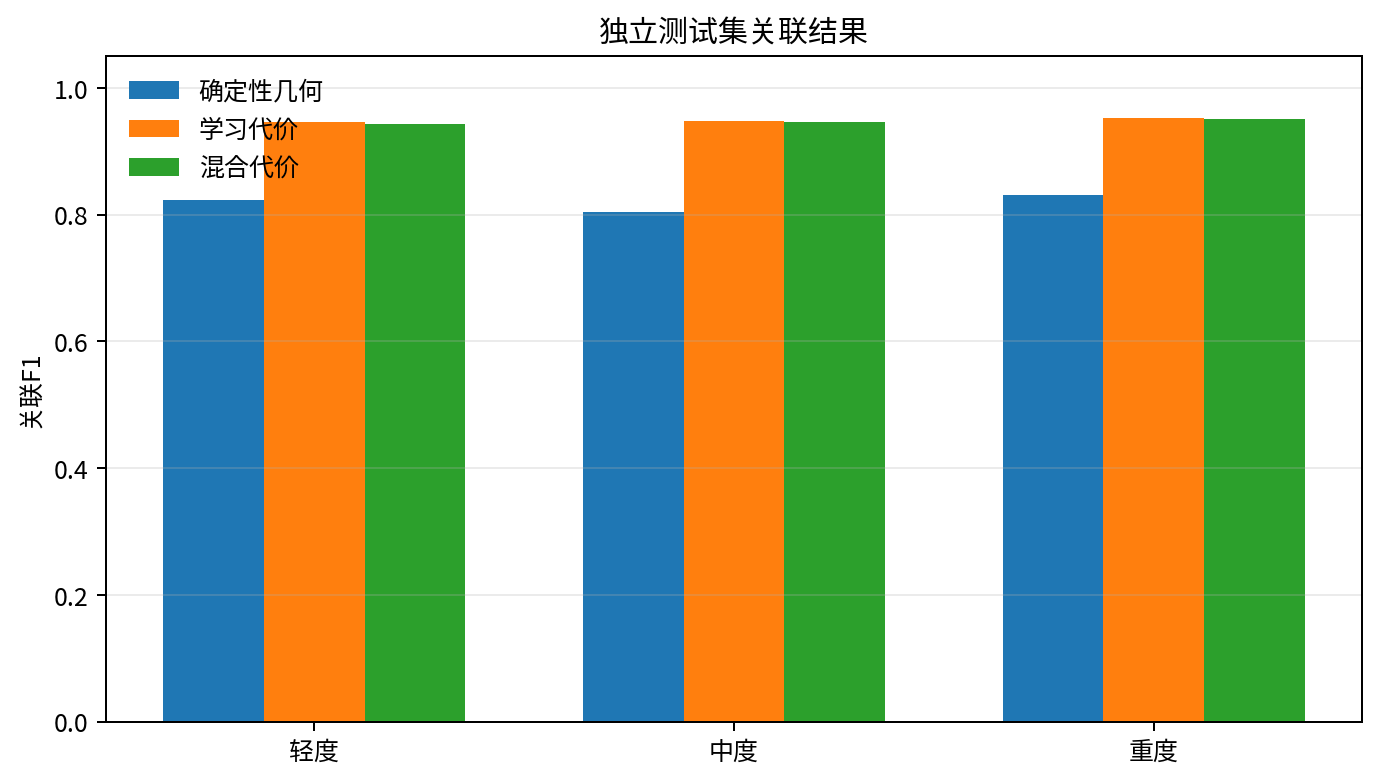 独立测试集关联结果
确定性几何
学习代价
混合代价
关联F1
1.0
0.8
0.6
0.4
0.2
0.0
轻度
中度
重度